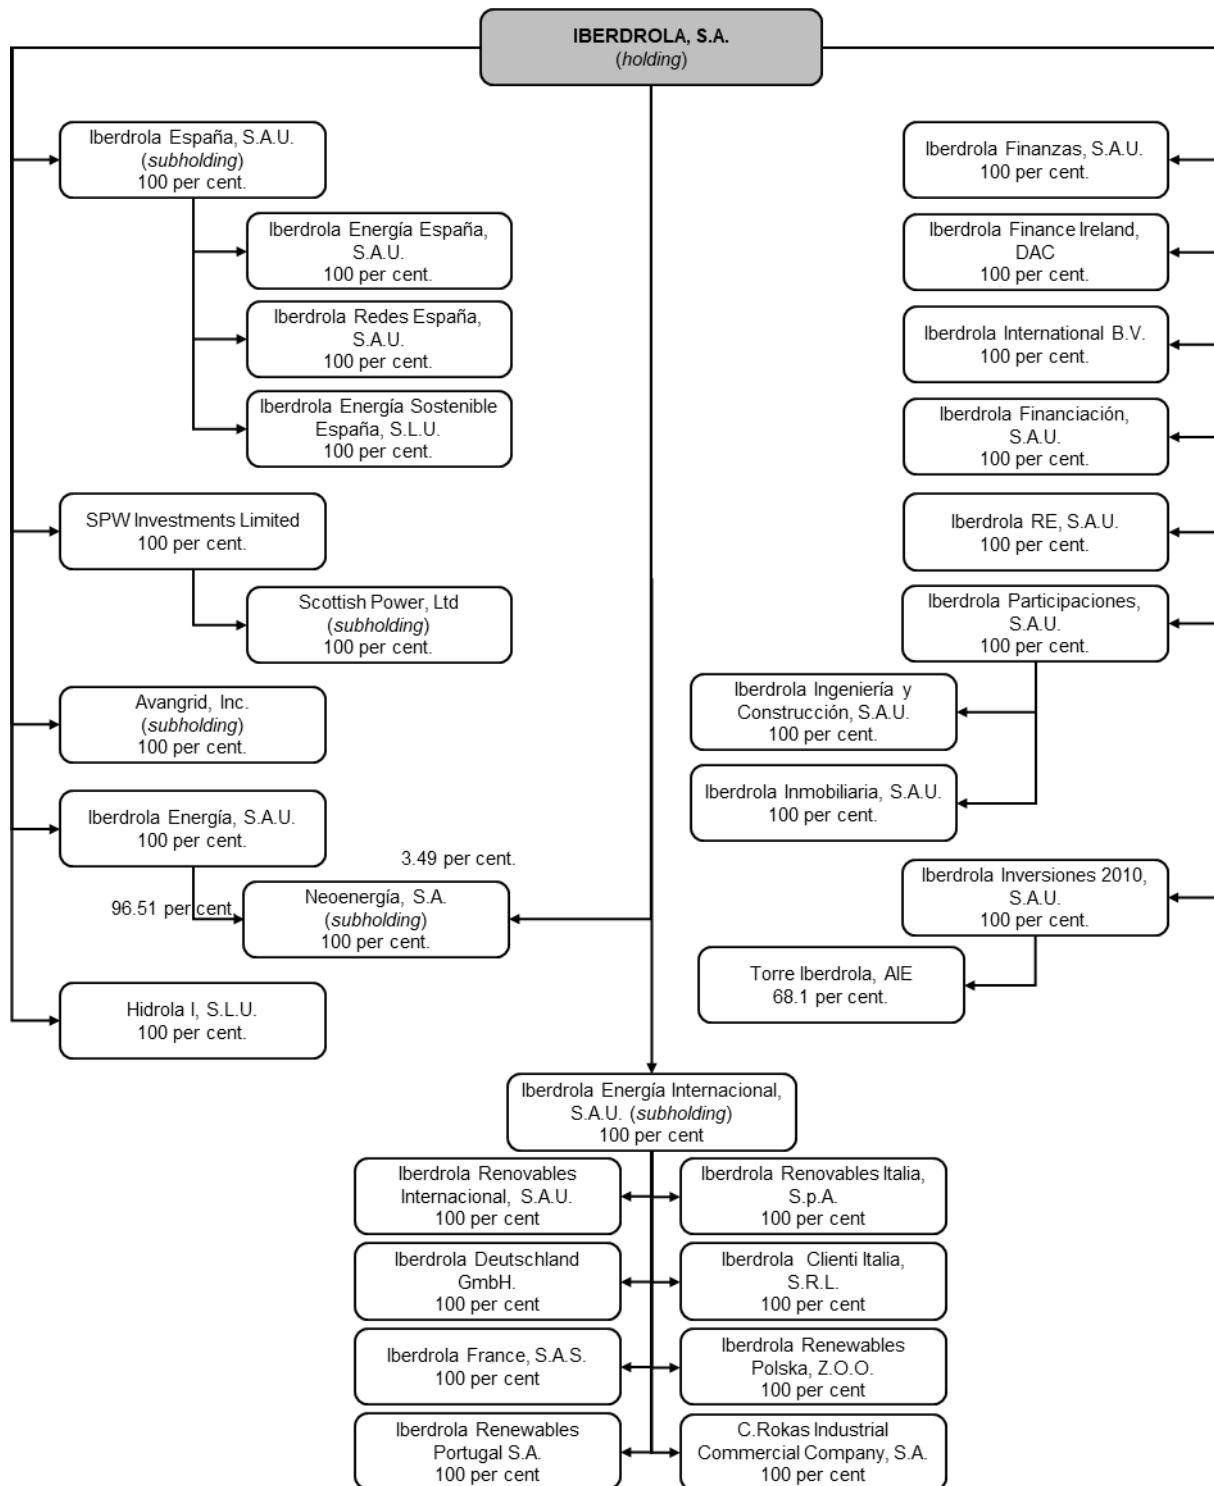 IBERDROLA, S.A.
(holding)
Iberdrola España, S.A.U.
(subholding)
100 per cent.
Iberdrola Energía España,
S.A.U.
100 per cent.
Iberdrola Redes España,
S.A.U.
100 per cent.
Iberdrola Energía Sostenible
España, S.L.U.
100 per cent.
SPW Investments Limited
100 per cent.
Scottish Power, Ltd
(subholding)
100 per cent.
Avangrid, Inc.
(subholding)
100 per cent.
Iberdrola Energía, S.A.U.
100 per cent.
3.49 per cent.
96.51 per cent.
Neoenergía, S.A.
(subholding)
100 per cent.
Hidrola I, S.L.U.
100 per cent.
Iberdrola Finanzas, S.A.U.
100 per cent.
Iberdrola Finance Ireland,
DAC
100 per cent.
Iberdrola International B.V.
100 per cent.
Iberdrola Financiación,
S.A.U.
100 per cent.
Iberdrola RE, S.A.U.
100 per cent.
Iberdrola Participaciones,
S.A.U.
100 per cent.
Iberdrola Ingeniería y
Construcción, S.A.U.
100 per cent.
Iberdrola Inmobiliaria, S.A.U.
100 per cent.
Iberdrola Inversiones 2010,
S.A.U.
100 per cent.
Torre Iberdrola, AIE
68.1 per cent.
Iberdrola Energía Internacional,
S.A.U. (subholding)
100 per cent
Iberdrola Renovables
Internacional, S.A.U.
100 per cent
Iberdrola Renovables Italia,
S.p.A.
100 per cent
Iberdrola Deutschland
GmbH.
100 per cent
Iberdrola Clienti Italia,
S.R.L.
100 per cent
Iberdrola France, S.A.S.
100 per cent
Iberdrola Renewables
Polska, Z.O.O.
100 per cent
Iberdrola Renewables
Portugal S.A.
100 per cent
C.Rokas Industrial
Commercial Company, S.A.
100 per cent